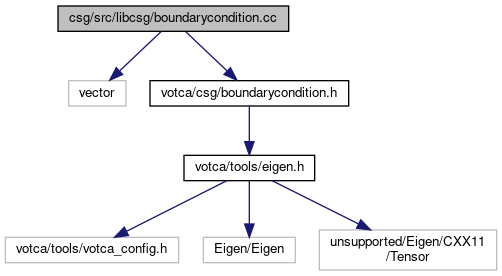 csg/src/libcsg/boundarycondition.cc
vector
votca/csg/boundarycondition.h
votca/tools/eigen.h
votca/tools/votca_config.h
Eigen/Eigen
unsupported/Eigen/CXX11
/Tensor